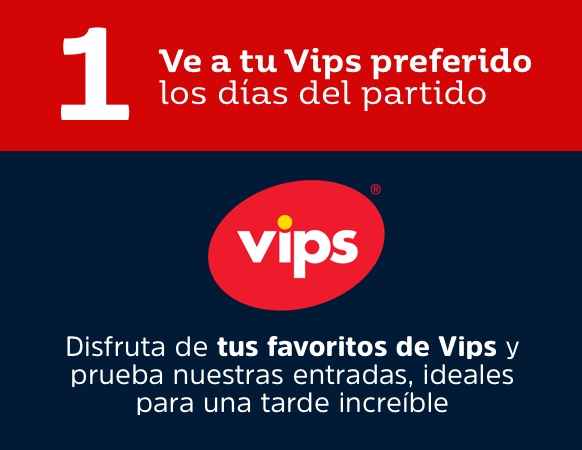 1
Ve a tu Vips preferido
los días del partido
vips®
Disfruta de tus favoritos de Vips y
prueba nuestras entradas, ideales
para una tarde increíble